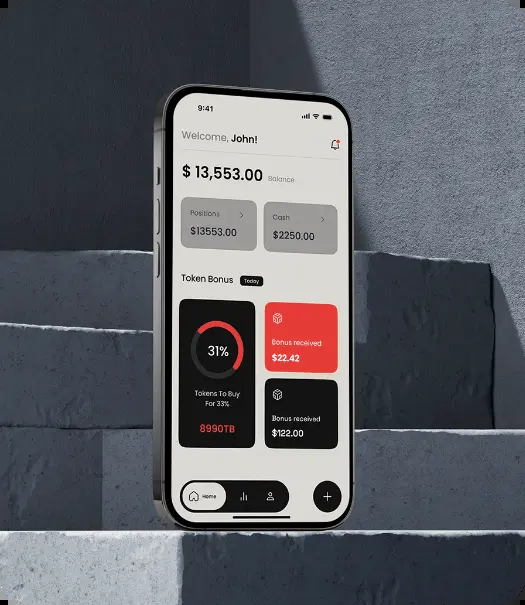 9:41
Welcome, John!
$ 13,553.00 Balance
Positions
$13553.00
Cash
$2250.00
Token Bonus Today
31%
Tokens To Buy
For 33%
8990TB
Bonus received
$22.42
Bonus received
$122.00
Home